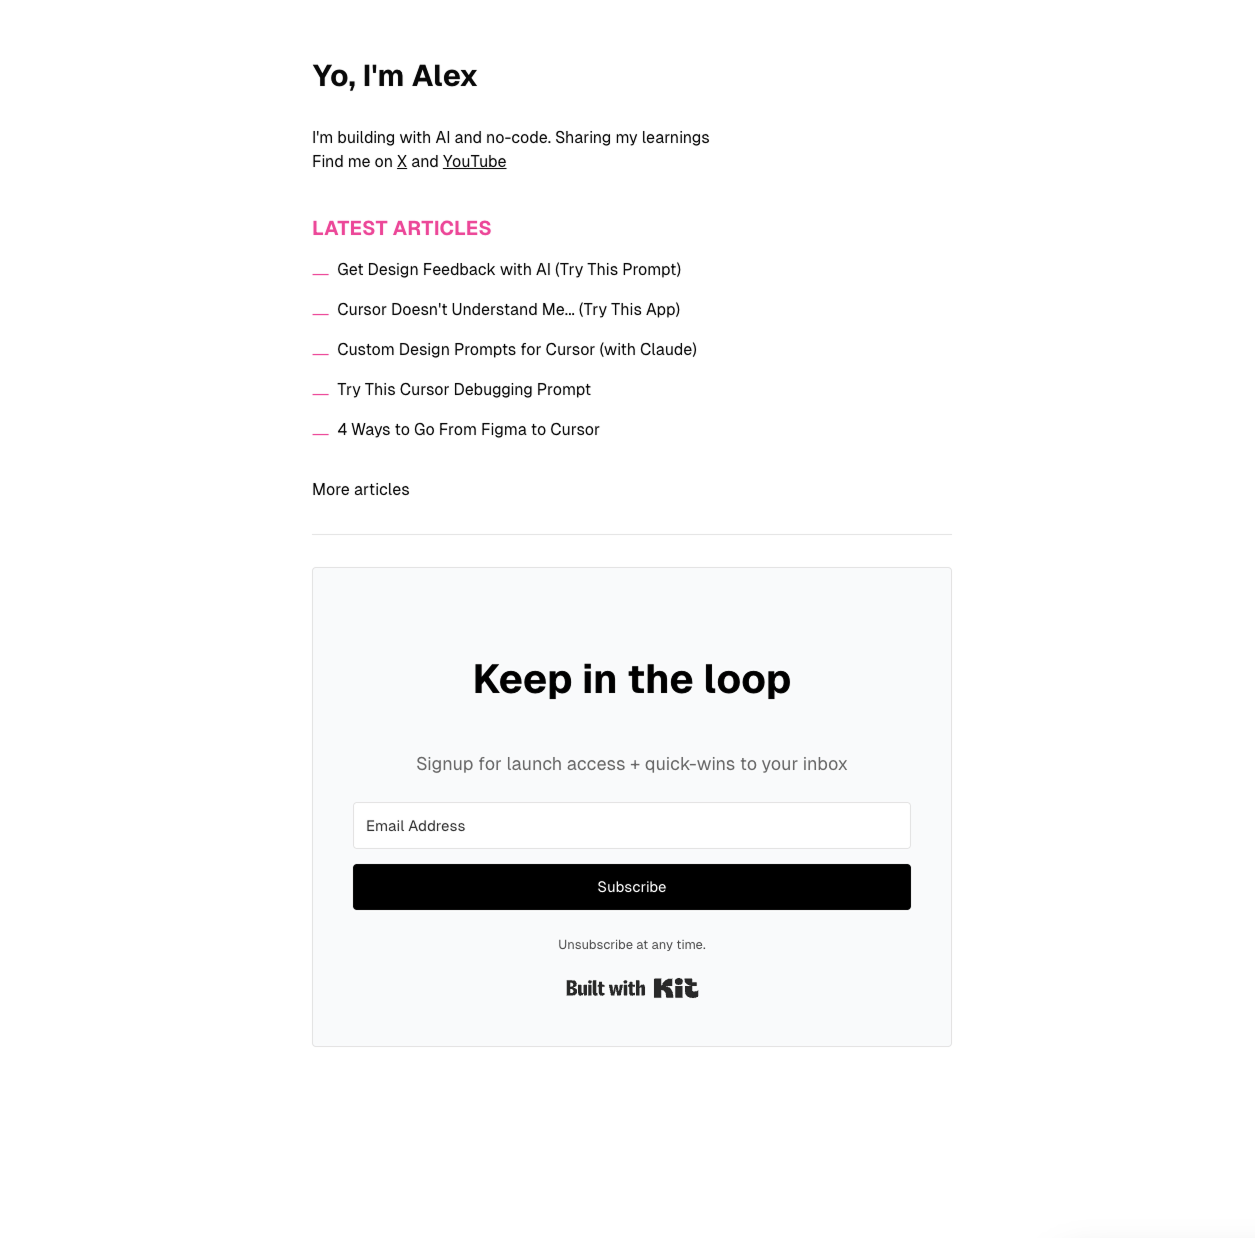 Yo, I'm Alex
I'm building with AI and no-code. Sharing my learnings
Find me on X and YouTube
LATEST ARTICLES
— Get Design Feedback with AI (Try This Prompt)
— Cursor Doesn't Understand Me... (Try This App)
— Custom Design Prompts for Cursor (with Claude)
— Try This Cursor Debugging Prompt
— 4 Ways to Go From Figma to Cursor
More articles
Keep in the loop
Signup for launch access + quick-wins to your inbox
Email Address
Subscribe
Unsubscribe at any time.
Built with Kit